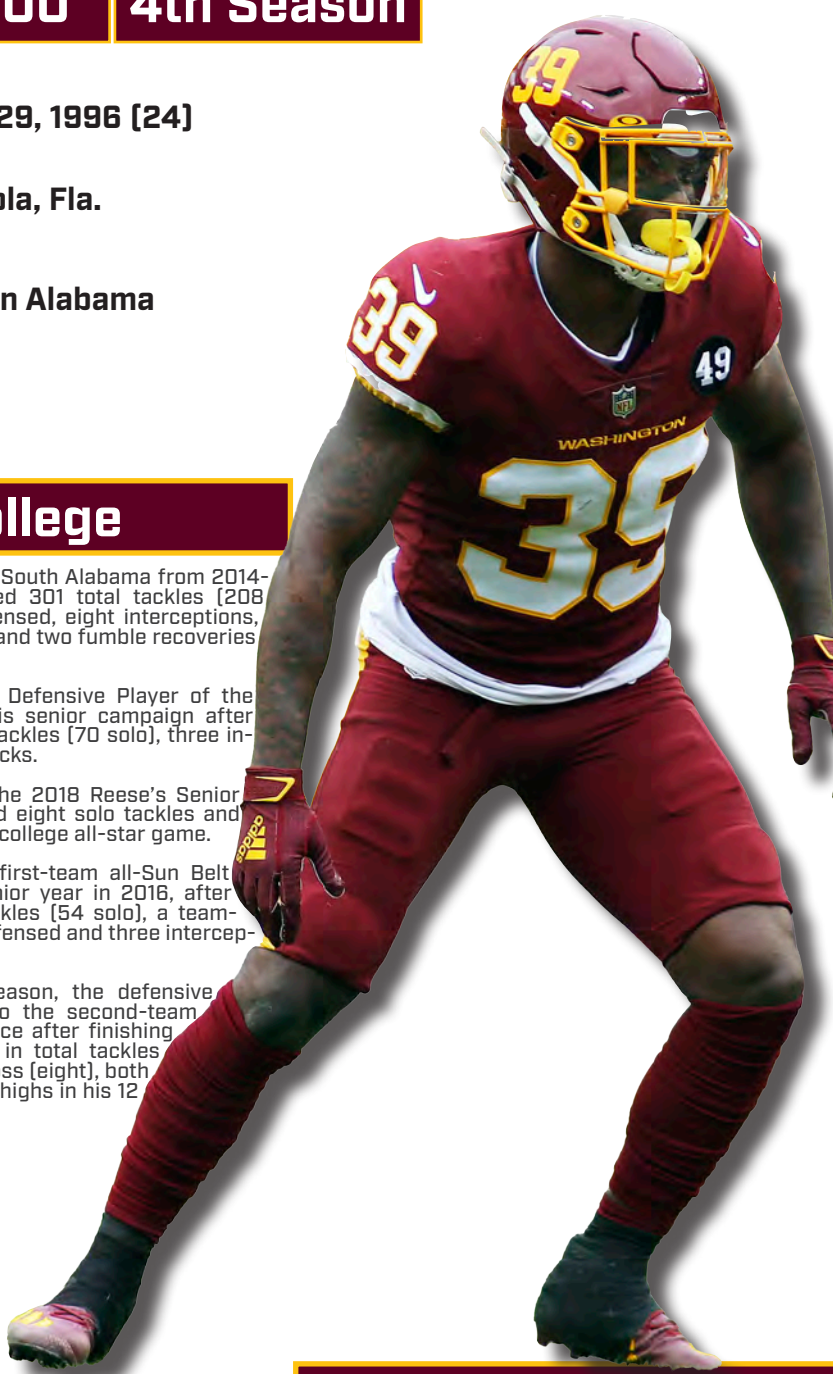 4th Season
39
29, 1996 (24)
la, Fla.
n Alabama
39
49
NFL
WASHINGTON
39
llege
South Alabama from 2014-
ed 301 total tackles (208
ensed, eight interceptions,
and two fumble recoveries
Defensive Player of the
is senior campaign after
ackles (70 solo), three in-
cks.
he 2018 Reese's Senior
d eight solo tackles and
college all-star game.
adidas
first-team all-Sun Belt
nior year in 2016, after
kles (54 solo), a team-
fensed and three intercep-
eason, the defensive
o the second-team
ce after finishing
in total tackles
ss (eight), both
highs in his 12